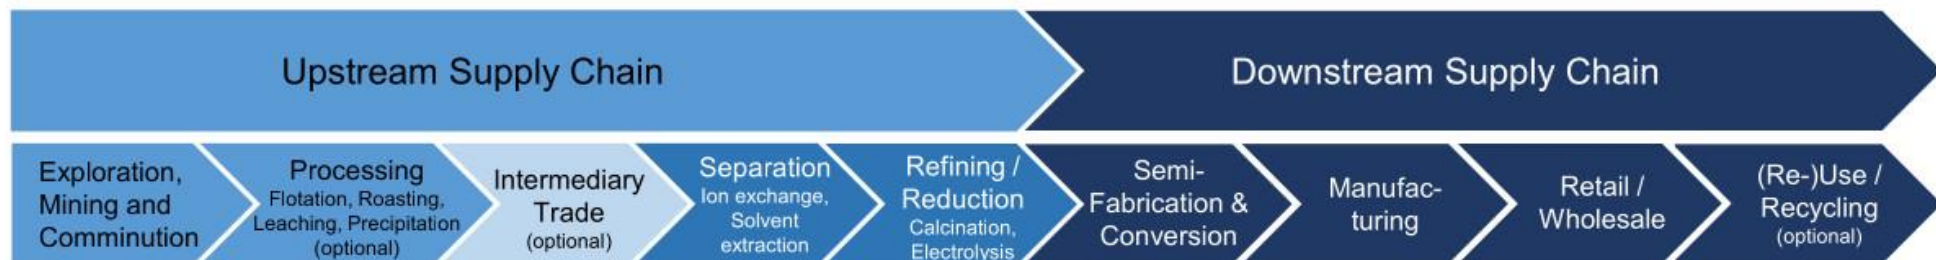 Upstream Supply Chain
Downstream Supply Chain
Exploration,
Mining and
Comminution
Processing
Flotation, Roasting,
Leaching, Precipitation
(optional)
Intermediary
Trade
(optional)
Separation
Ion exchange,
Solvent
extraction
Refining /
Reduction
Calcination,
Electrolysis
Semi-
Fabrication &
Conversion
Manufac-
turing
Retail /
Wholesale
(Re-)Use /
Recycling
(optional)